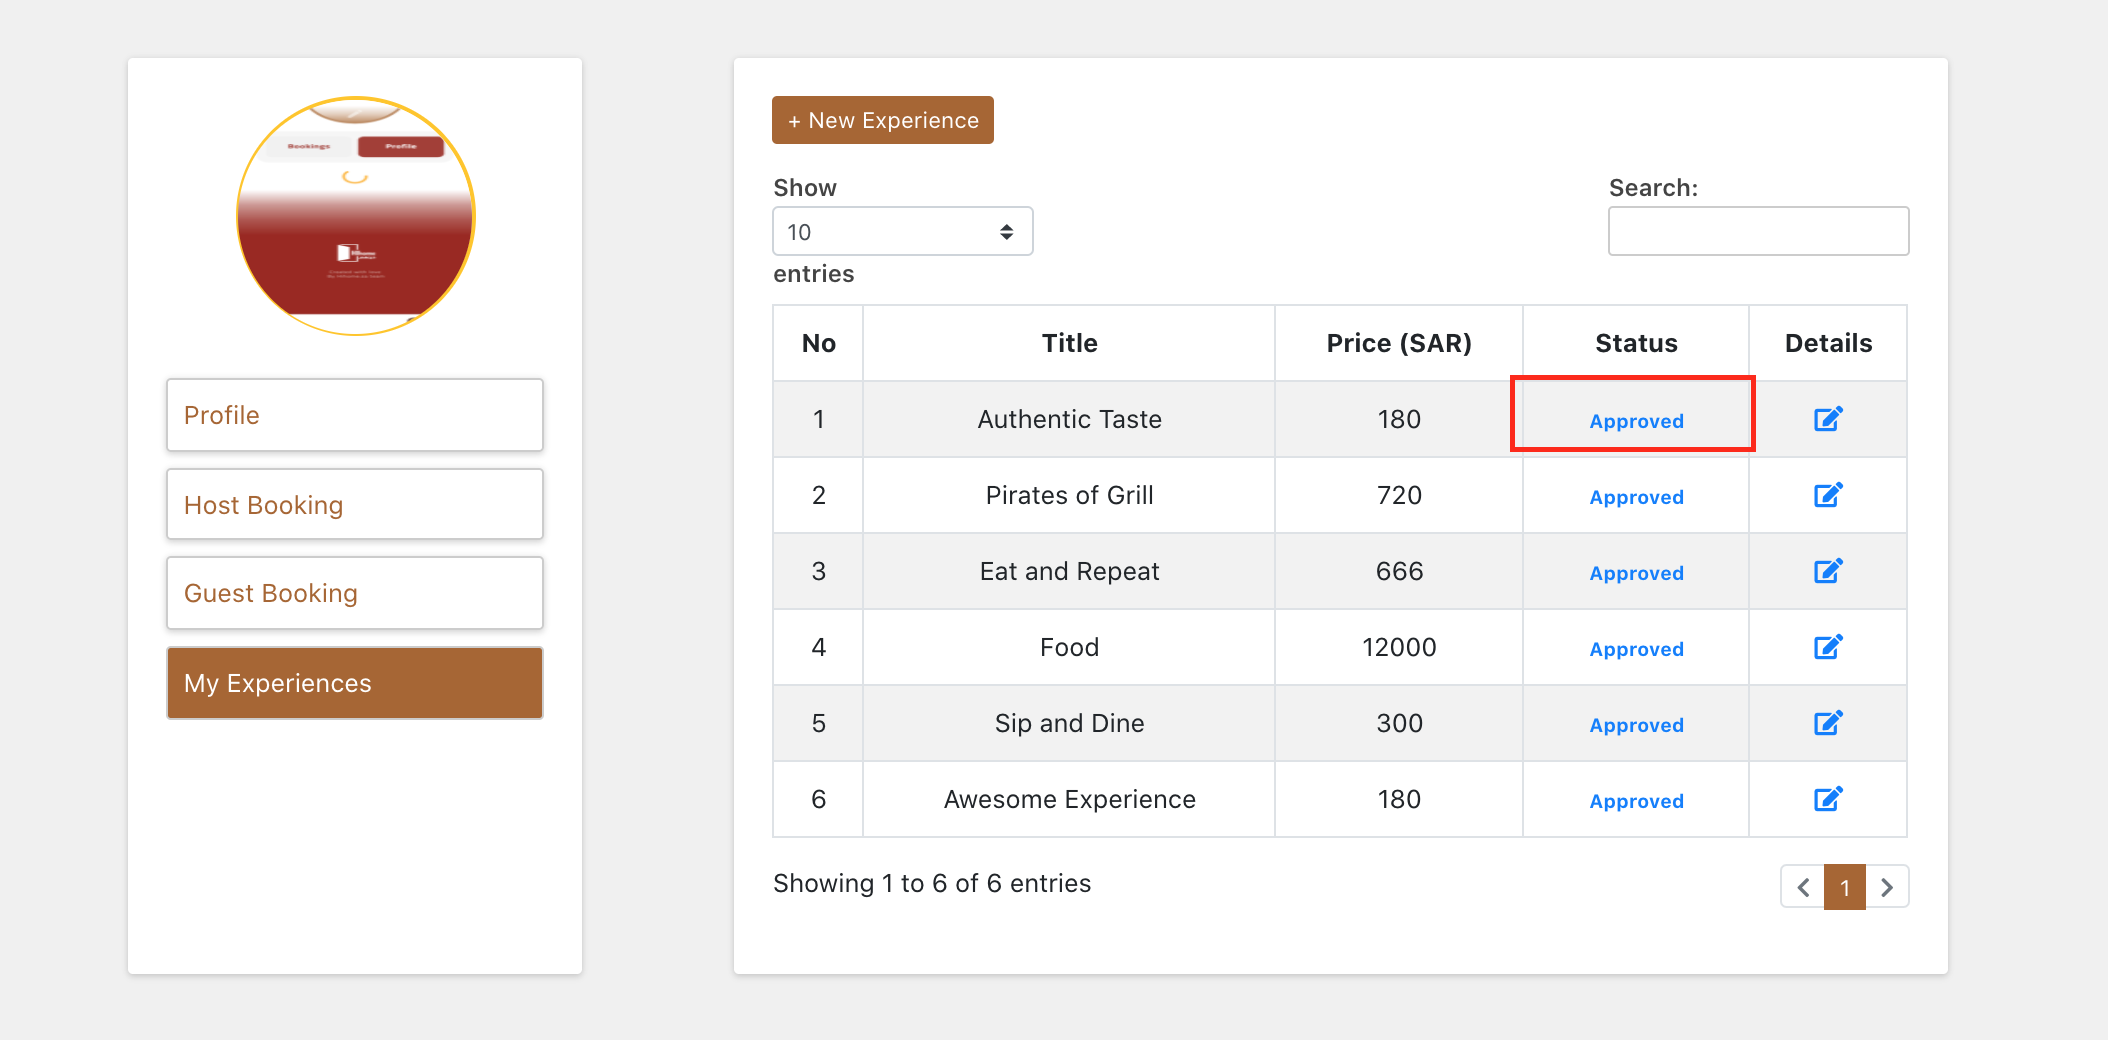 Bookings Profile
Profile
Host Booking
Guest Booking
My Experiences
+ New Experience
Show
10
entries
Search:
No Title Price (SAR) Status Details
1 Authentic Taste 180 Approved
2 Pirates of Grill 720 Approved
3 Eat and Repeat 666 Approved
4 Food 12000 Approved
5 Sip and Dine 300 Approved
6 Awesome Experience 180 Approved
Showing 1 to 6 of 6 entries
1